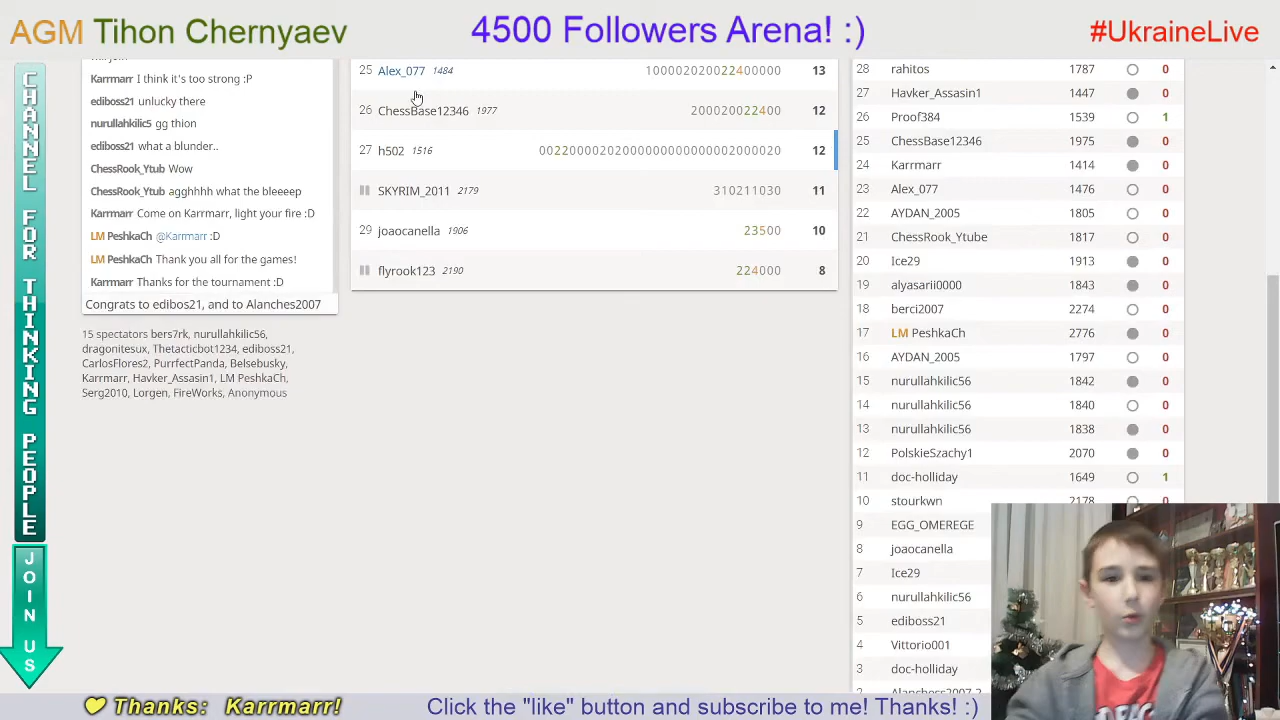 AGM Tihon Chernyaev
4500 Followers Arena! :)
#UkraineLive
CHANNEL FOR THINKING PEOPLE
JOIN US
Karrmarr I think it's too strong :P
ediboss21 unlucky there
nurullahkilic5 gg thion
ediboss21 what a blunder..
ChessRook_Ytub Wow
ChessRook_Ytub agghhhh what the bleeeep
Karrmarr Come on Karrmarr, light your fire :D
LM PeshkaCh @Karrmarr :D
LM PeshkaCh Thank you all for the games!
Karrmarr Thanks for the tournament :D
Congrats to edibos21, and to Alanches2007
15 spectators bers7rk, nurullahkilic56,
dragonitesux, Thetacticbot1234, ediboss21,
CarlosFlores2, PurrfectPanda, Belsebusky,
Karrmarr, Havker_Assasin1, LM PeshkaCh,
Serg2010, Lorgen, FireWorks, Anonymous
25 Alex_077 1484 10000202002240000 13
26 ChessBase12346 1977 200020022400 12
27 h502 1516 0022000020200000000000002000020 12
SKYRIM_2011 2179 310211030 11
29 joaocanella 1906 23500 10
flyrook123 2190 224000 8
28 rahitos 1787 0
27 Havker_Assasin1 1447 0
26 Proof384 1539 1
25 ChessBase12346 1975 0
24 Karrmarr 1414 0
23 Alex_077 1476 0
22 AYDAN_2005 1805 0
21 ChessRook_Ytube 1817 0
20 Ice29 1913 0
19 alyasarii0000 1843 0
18 berci2007 2274 0
17 LM PeshkaCh 2776 0
16 AYDAN_2005 1797 0
15 nurullahkilic56 1842 0
14 nurullahkilic56 1840 0
13 nurullahkilic56 1838 0
12 PolskieSzachy1 2070 0
11 doc-holliday 1649 1
10 stourkwn 2178 0
9 EGG_OMEREGE
8 joaocanella
7 Ice29
6 nurullahkilic56
5 ediboss21
4 Vittorio001
3 doc-holliday
Thanks: Karrmarr!
Click the "like" button and subscribe to me! Thanks! :)